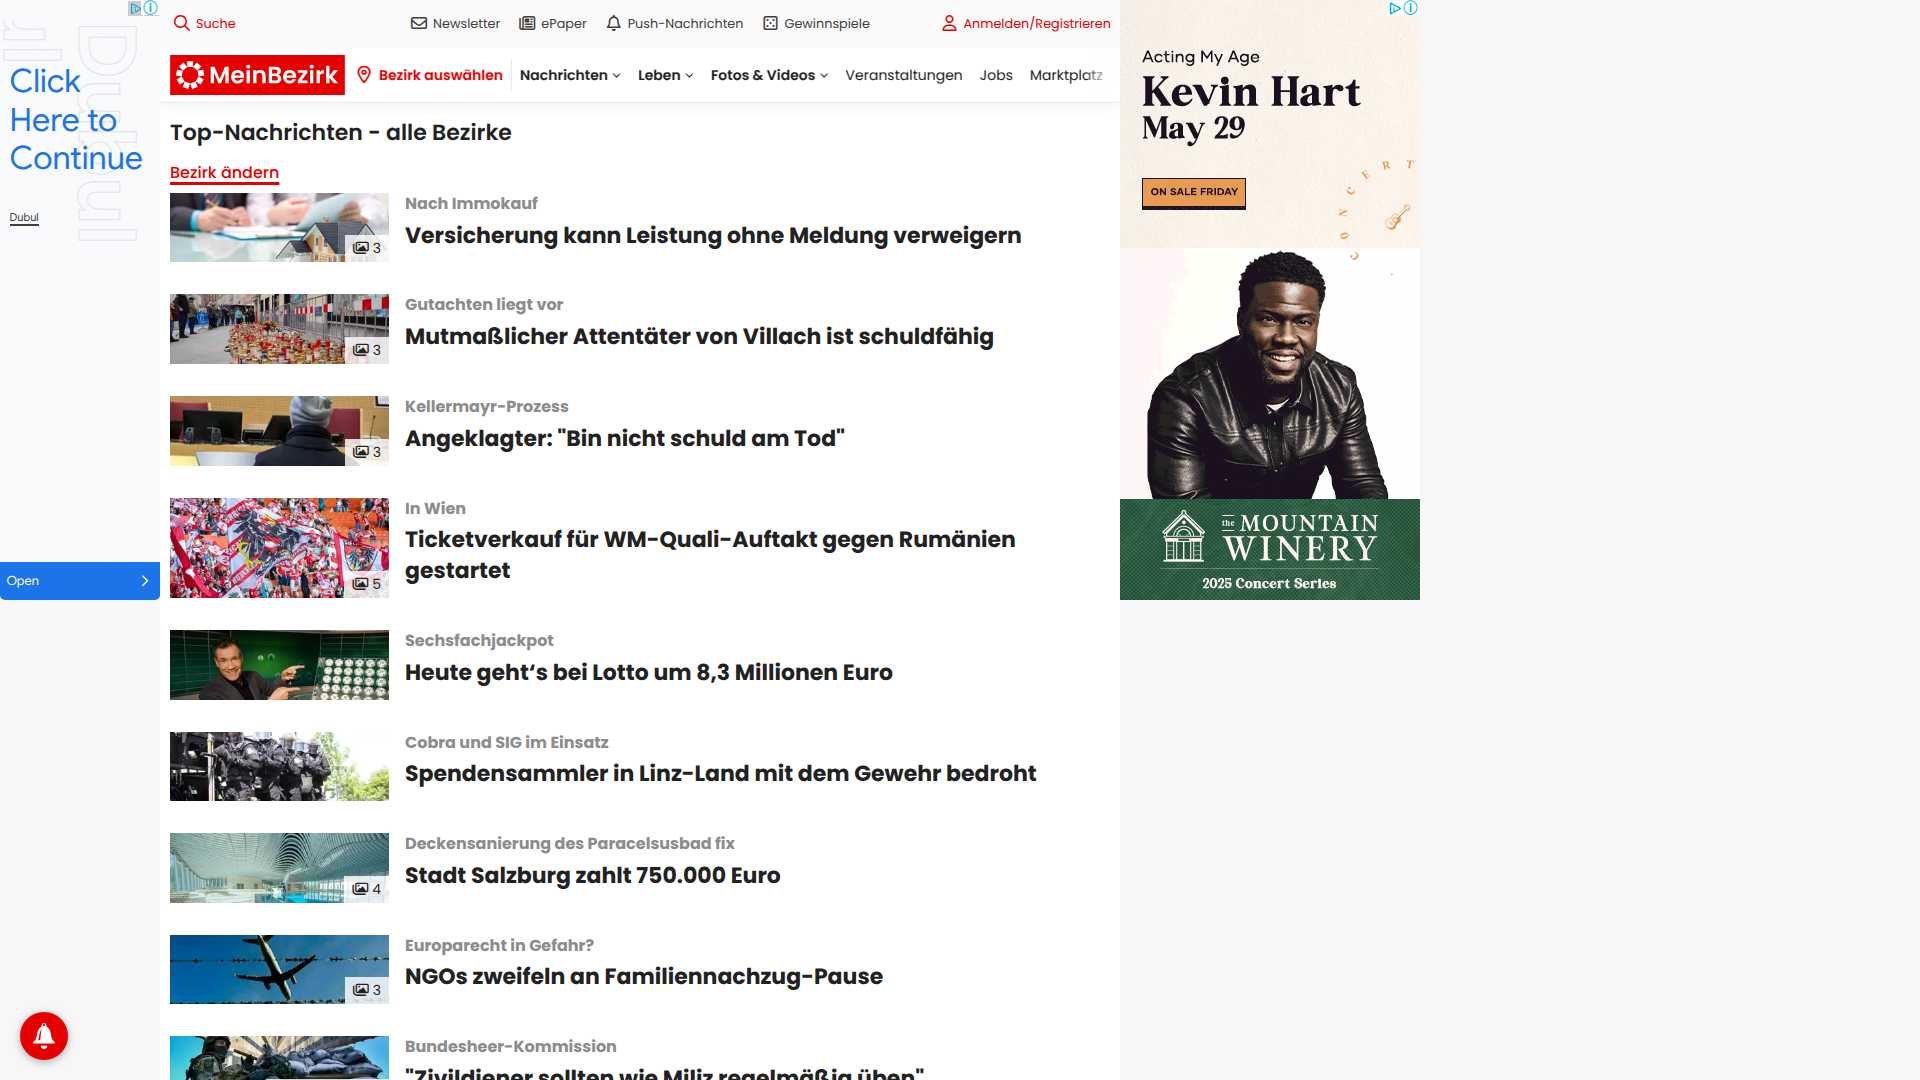 Suche
Newsletter
ePaper
Push-Nachrichten
Gewinnspiele
Anmelden/Registrieren
MeinBezirk
Bezirk auswählen
Nachrichten
Leben
Fotos & Videos
Veranstaltungen
Jobs
Marktplatz
Click
Here to
Continue
Dubul
Dubul
Open
Top-Nachrichten - alle Bezirke
Bezirk ändern
Nach Immokauf
Versicherung kann Leistung ohne Meldung verweigern
3
Gutachten liegt vor
Mutmaßlicher Attentäter von Villach ist schuldfähig
3
Kellermayr-Prozess
Angeklagter: "Bin nicht schuld am Tod"
3
In Wien
Ticketverkauf für WM-Quali-Auftakt gegen Rumänien
gestartet
5
Sechsfachjackpot
Heute geht‘s bei Lotto um 8,3 Millionen Euro
Cobra und SIG im Einsatz
Spendensammler in Linz-Land mit dem Gewehr bedroht
Deckensanierung des Paracelsusbad fix
Stadt Salzburg zahlt 750.000 Euro
4
Europarecht in Gefahr?
NGOs zweifeln an Familiennachzug-Pause
3
Bundesheer-Kommission
"Zivildiener sollten wie Miliz regelmäßig üben"
Acting My Age
Kevin Hart
May 29
ON SALE FRIDAY
CONCERT
the MOUNTAIN
WINERY
2025 Concert Series